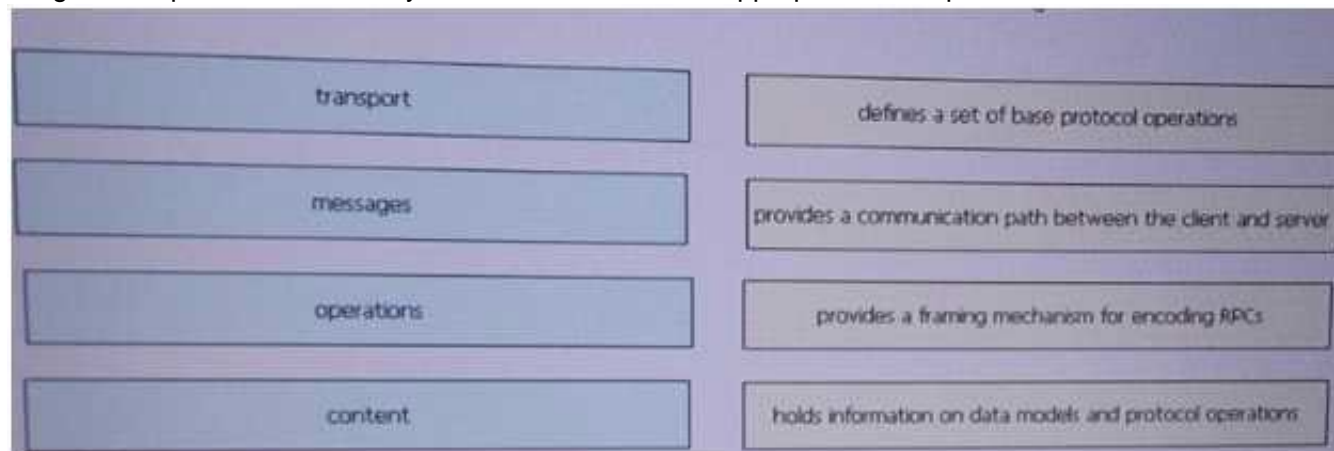 transport
defines a set of base protocol operations
messages
provides a communication path between the client and server
operations
provides a framing mechanism for encoding RPCs
content
holds information on data models and protocol operations